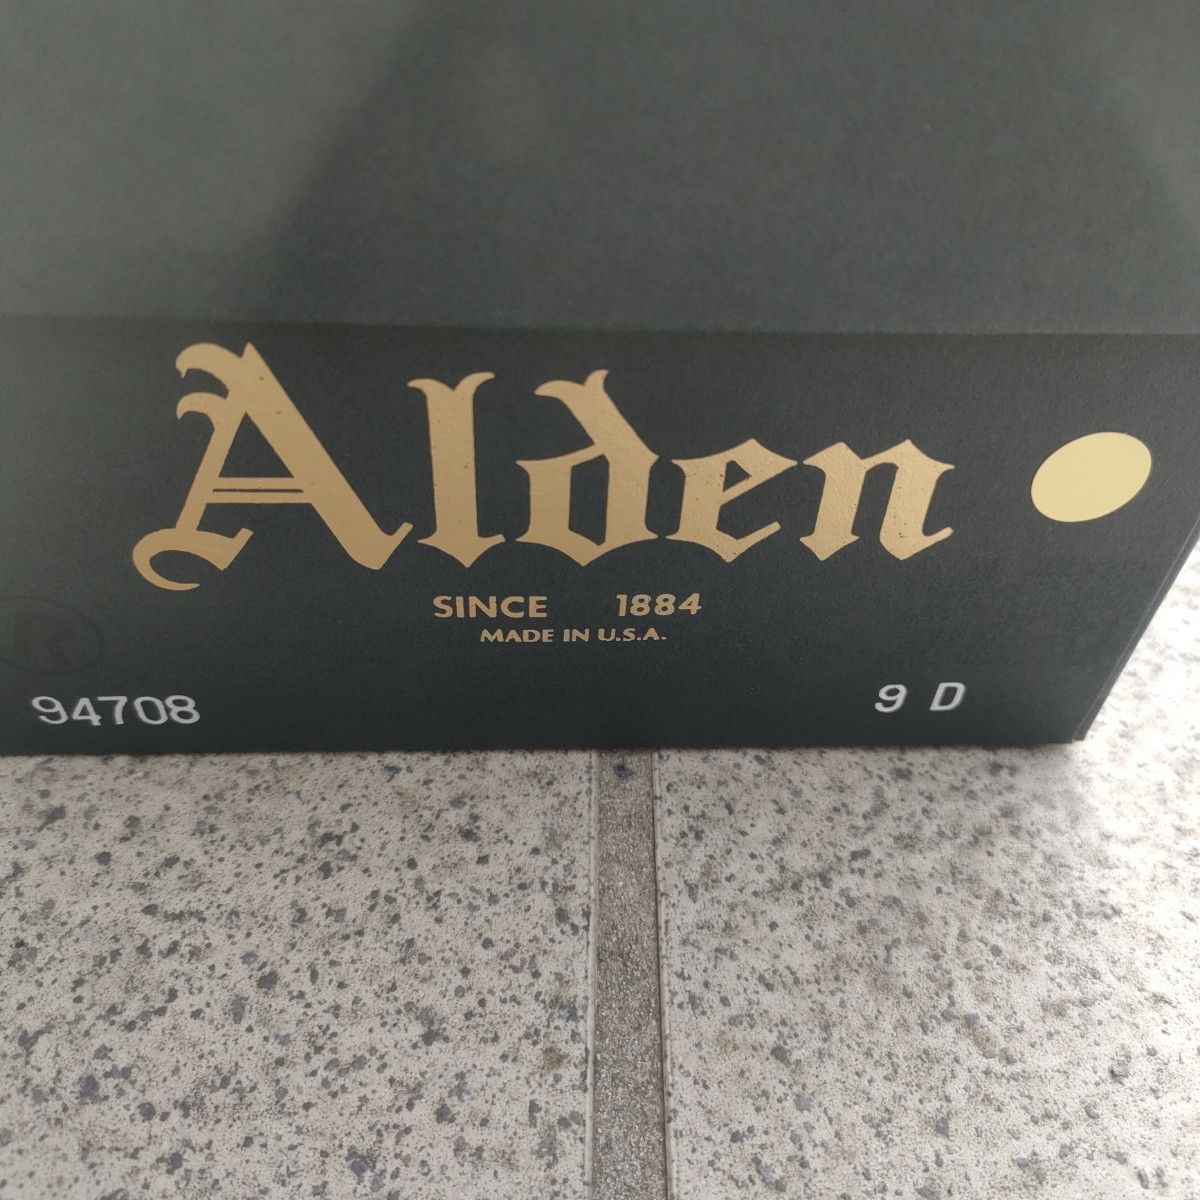 Alden
SINCE 1884
MADE IN U.S.A.
R
94708 9 D